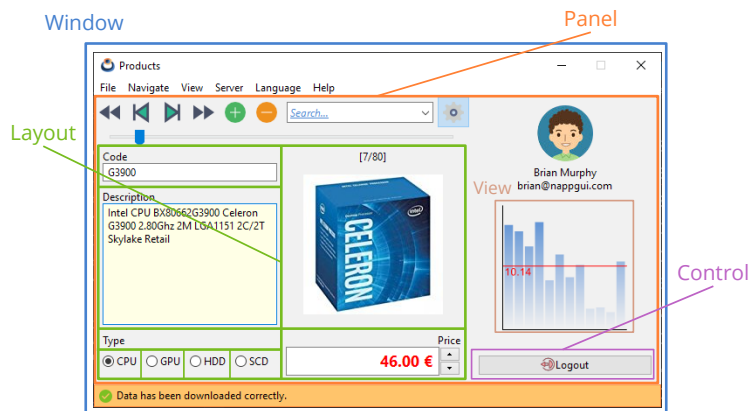 Window
Panel
Products
File Navigate View Server Language Help
Search...
Layout
Code
G3900
[7/80]
Brian Murphy
brian@nappgui.com
View
Description
Intel CPU BX80662G3900 Celeron
G3900 2.80Ghz 2M LGA1151 2C/2T
Skylake Retail
intel
CELERON
10.14
Control
Type
Price
CPU GPU HDD SCD
46.00 €
Logout
Data has been downloaded correctly.